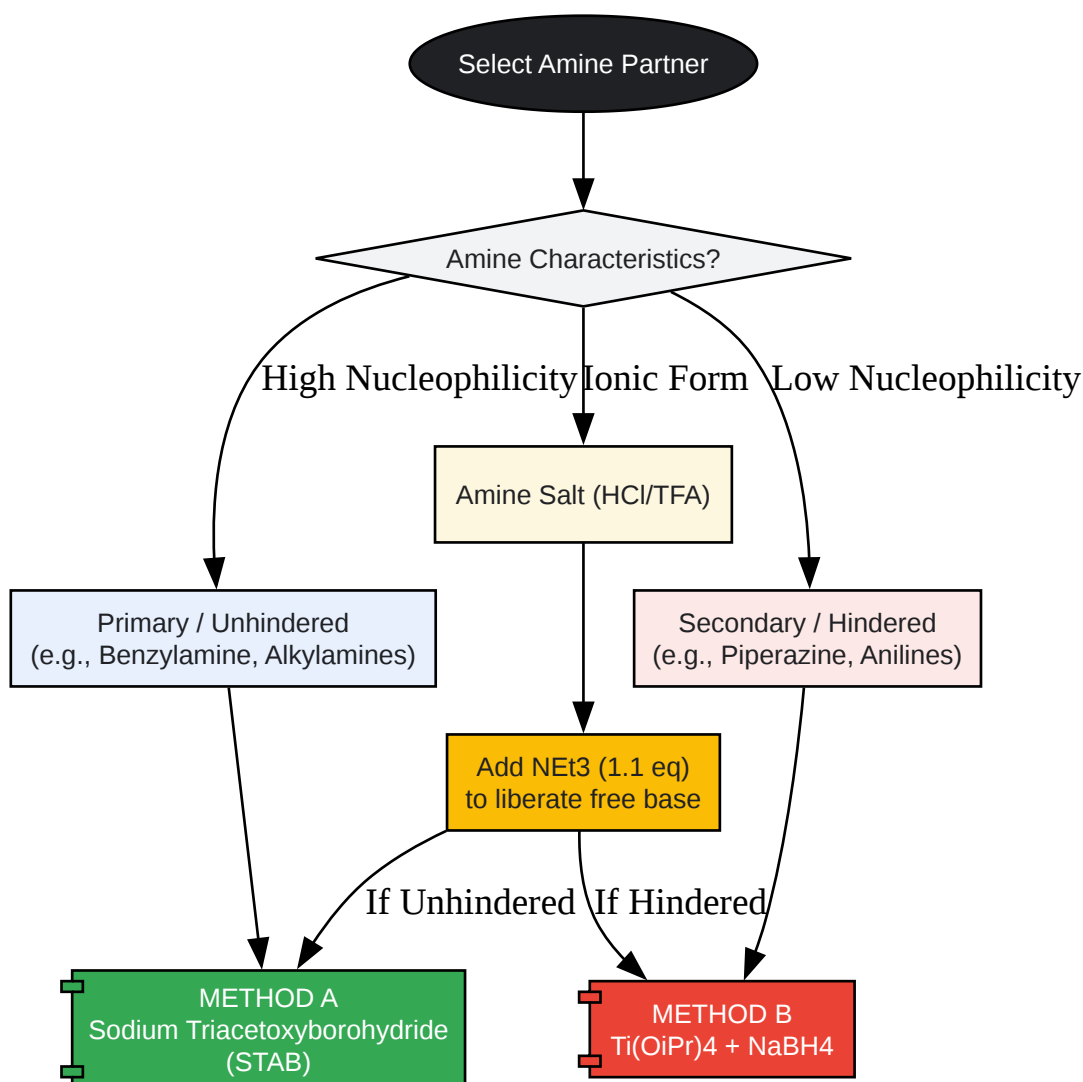 Select Amine Partner
Amine Characteristics?
High Nucleophilicity
Ionic Form
Low Nucleophilicity
Amine Salt (HCl/TFA)
Primary / Unhindered
(e.g., Benzylamine, Alkylamines)
Secondary / Hindered
(e.g., Piperazine, Anilines)
Add NEt3 (1.1 eq)
to liberate free base
If Unhindered
If Hindered
METHOD A
Sodium Triacetoxyborohydride
(STAB)
METHOD B
Ti(OiPr)4 + NaBH4